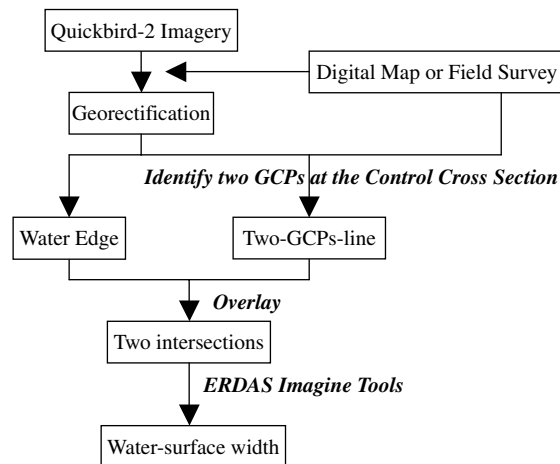 Quickbird-2 Imagery
Digital Map or Field Survey
Georectification
Identify two GCPs at the Control Cross Section
Water Edge
Two-GCPs-line
Overlay
Two intersections
ERDAS Imagine Tools
Water-surface width